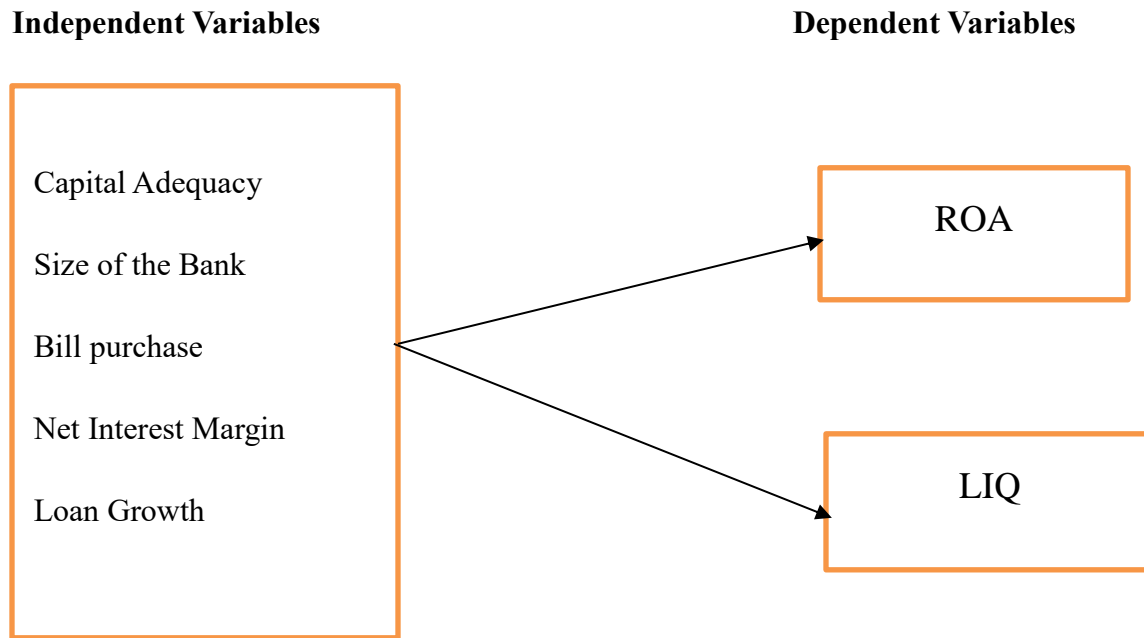 Independent Variables
Dependent Variables
Capital Adequacy
Size of the Bank
Bill purchase
Net Interest Margin
Loan Growth
ROA
LIQ